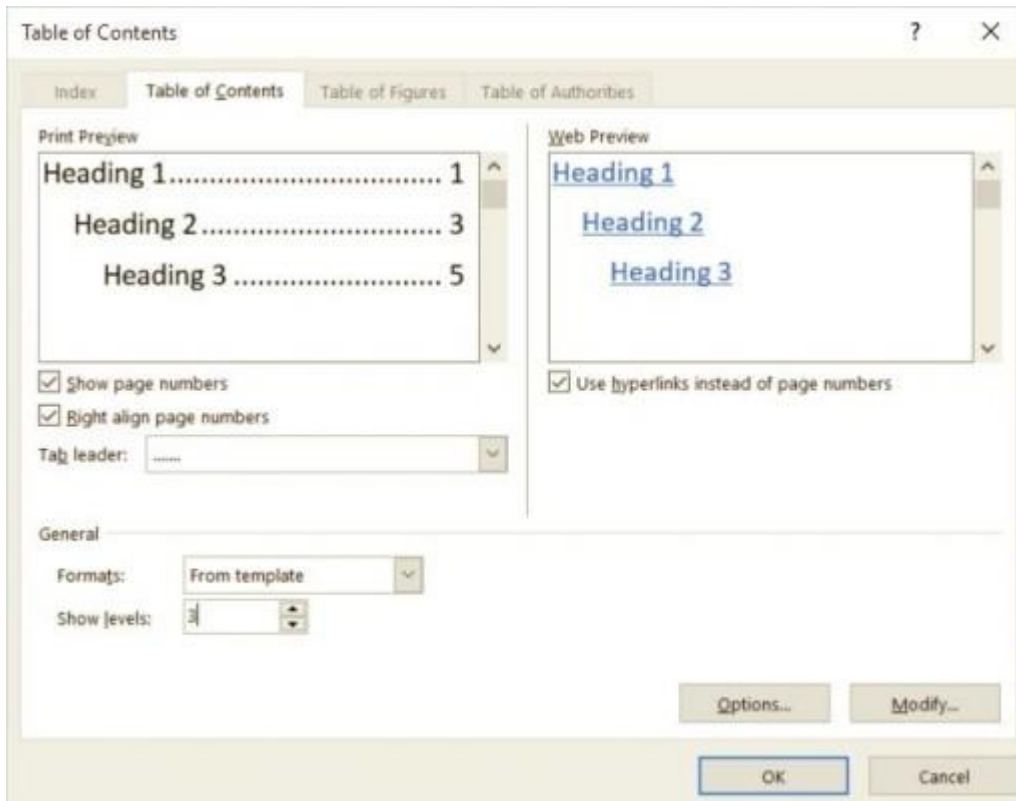 Table of Contents ?
Index Table of Contents Table of Figures Table of Authorities
Print Preview
Heading 1.................................. 1
Heading 2............................... 3
Heading 3 ........................... 5
Show page numbers
Right align page numbers
Tab leader: .......
Web Preview
Heading 1
Heading 2
Heading 3
Use hyperlinks instead of page numbers
General
Formats: From template
Show levels: 3
Options... Modify...
OK Cancel